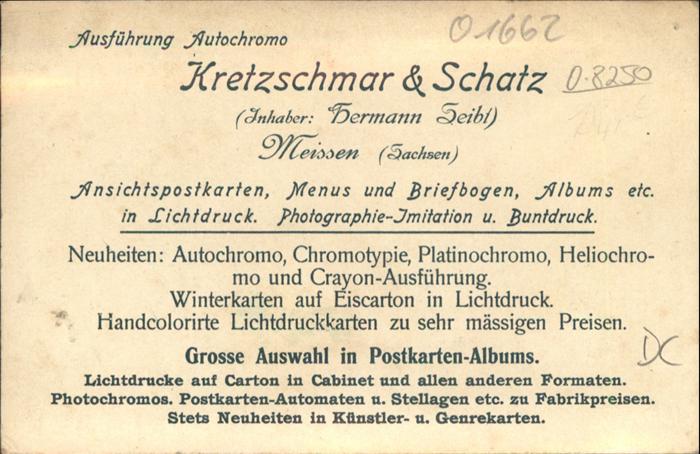 Ausführung Autochromo
O1662
Kretzschmar & Schatz
O-8250
(Inhaber: Hermann Seibt)
Meissen (Sachsen)
Ansichtspostkarten, Menus und Briefbogen, Albums etc.
in Lichtdruck. Photographie-Imitation u. Buntdruck.
Neuheiten: Autochromo, Chromotypie, Platinochromo, Heliochro-
mo und Crayon-Ausführung.
Winterkarten auf Eiscarton in Lichtdruck.
Handcolorirte Lichtdruckkarten zu sehr mässigen Preisen.
DC
Grosse Auswahl in Postkarten-Albums.
Lichtdrucke auf Carton in Cabinet und allen anderen Formaten.
Photochromos. Postkarten-Automaten u. Stellagen etc. zu Fabrikpreisen.
Stets Neuheiten in Künstler- u. Genrekarten.